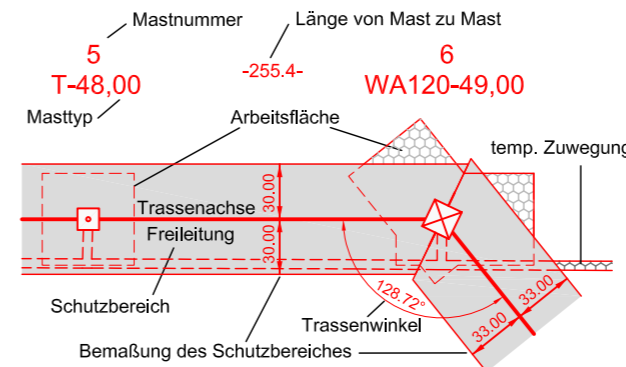 Mastnummer
Länge von Mast zu Mast
5
-255.4-
6
T-48,00
WA120-49,00
Masttyp
Arbeitsfläche
temp. Zuwegung
30.00
Trassenachse
Freileitung
30.00
Schutzbereich
128.72°
Trassenwinkel
33.00
33.00
Bemaßung des Schutzbereiches